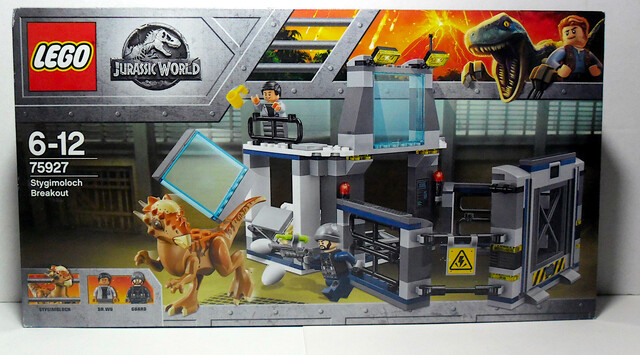 LEGO
JURASSIC WORLD
6-12
75927
Stygimoloch
Breakout
STYGIMOLOCH
DR. WU
GUARD